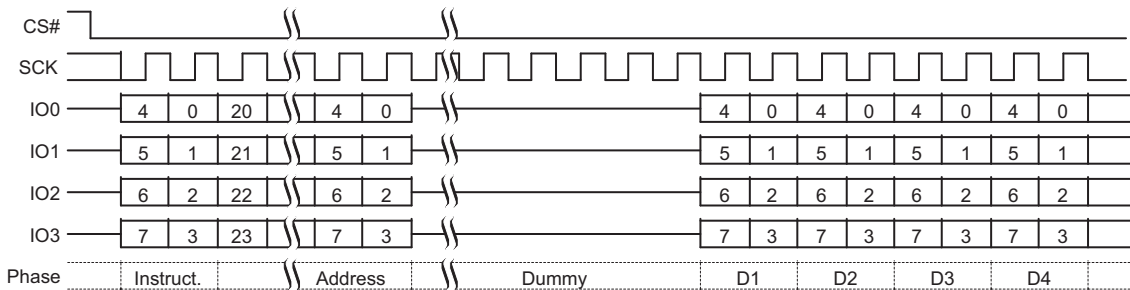 CS#
SCK
IO0 4 0 20 4 0 4 0 4 0 4 0 4 0
IO1 5 1 21 5 1 5 1 5 1 5 1 5 1
IO2 6 2 22 6 2 6 2 6 2 6 2 6 2
IO3 7 3 23 7 3 7 3 7 3 7 3 7 3
Phase Instruct. Address Dummy D1 D2 D3 D4